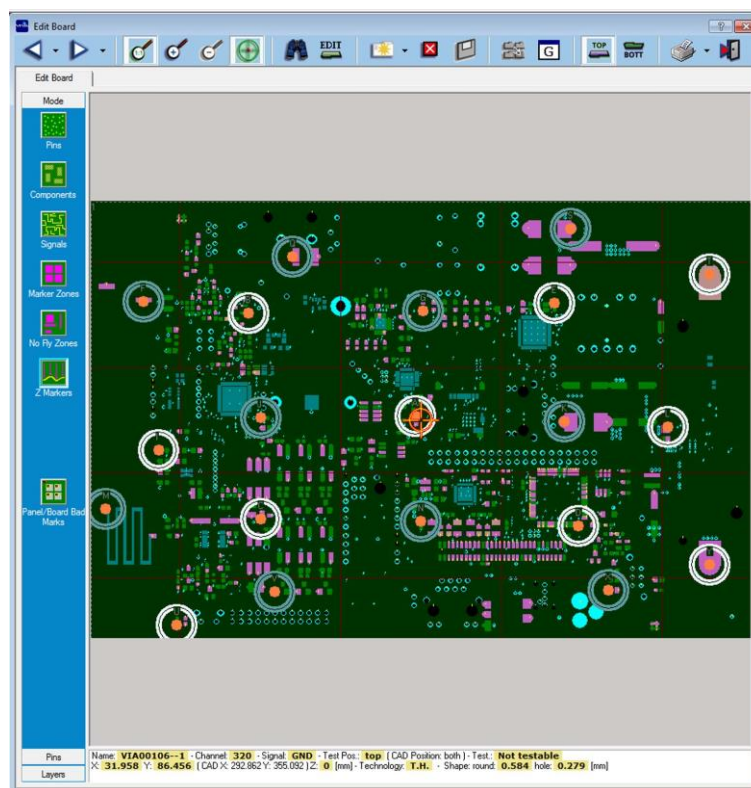 Edit Board
EDIT
G
TOP
BOTT
Edit Board
Mode
Pins
Components
Signals
Marker Zones
No Fly Zones
Z Markers
Panel/Board Bad
Marks
Pins
Layers
Name: VIA00106--1 - Channel: 320 - Signal: GND - Test Pos.: top ( CAD Position: both ) - Test.: Not testable
X: 31.958 Y: 86.456 ( CAD X: 292.862 Y: 355.092 ) Z: 0 [mm] - Technology: T.H. - Shape: round: 0.584 hole: 0.279 [mm]